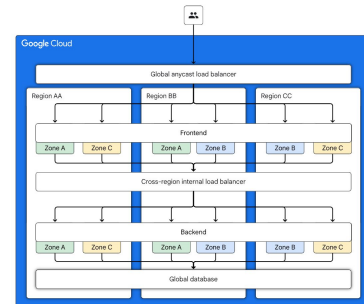 Google Cloud
Global anycast load balancer
Region AA
Region BB
Region CC
Frontend
Zone A
Zone C
Zone A
Zone B
Zone B
Zone C
Cross-region internal load balancer
Backend
Zone A
Zone C
Zone A
Zone B
Zone B
Zone C
Global database